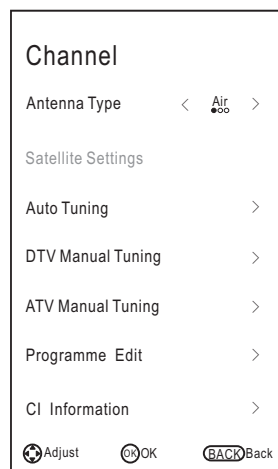 Channel
Antenna Type < Air >
Satellite Settings
Auto Tuning >
DTV Manual Tuning >
ATV Manual Tuning >
Programme Edit >
CI Information >
Adjust OK OK BACK Back